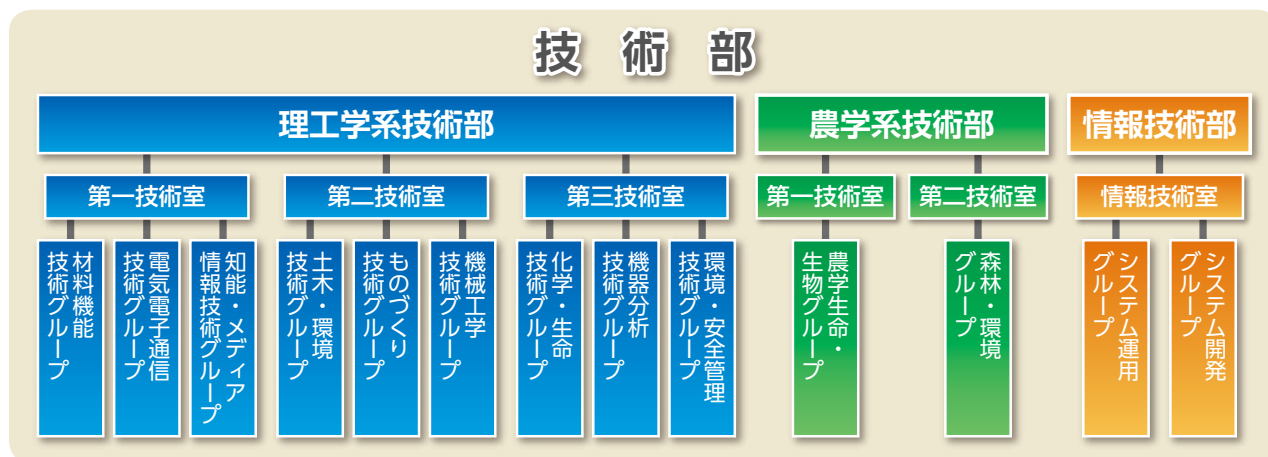 技術部
理工学系技術部
農学系技術部
情報技術部
第一技術室
第二技術室
第三技術室
第一技術室
第二技術室
情報技術室
材料機能
技術グループ
電気電子通信
技術グループ
知能・メディア
情報技術グループ
土木・環境
技術グループ
ものづくり
技術グループ
機械工学
技術グループ
化学・生命
技術グループ
機器分析
技術グループ
環境・安全管理
技術グループ
農学生命・
生物グループ
森林・環境
グループ
システム運用
グループ
システム開発
グループ